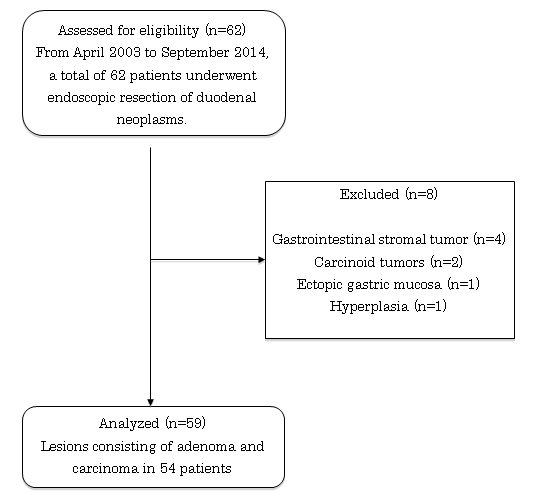 Assessed for eligibility (n=62)
From April 2003 to September 2014,
a total of 62 patients underwent
endoscopic resection of duodenal
neoplasms.
Excluded (n=8)
Gastrointestinal stromal tumor (n=4)
Carcinoid tumors (n=2)
Ectopic gastric mucosa (n=1)
Hyperplasia (n=1)
Analyzed (n=59)
Lesions consisting of adenoma and
carcinoma in 54 patients